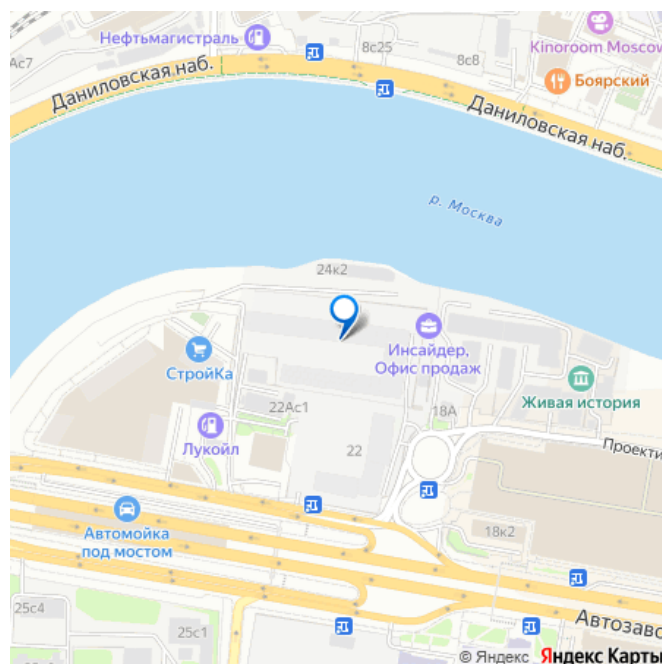 Нефтьмагистраль
8с25
8с8
Kinoroom Moscow
Ас7
Боярский
Даниловская наб.
Даниловская наб.
р. Москва
24к2
Инсайдер,
Офис продаж
СтройКа
Живая история
22Ас1
18А
Лукойл
22
Проекти
Автомойка
под мостом
18к2
25с4
25с1
Автозаво
© Яндекс Яндекс Карты